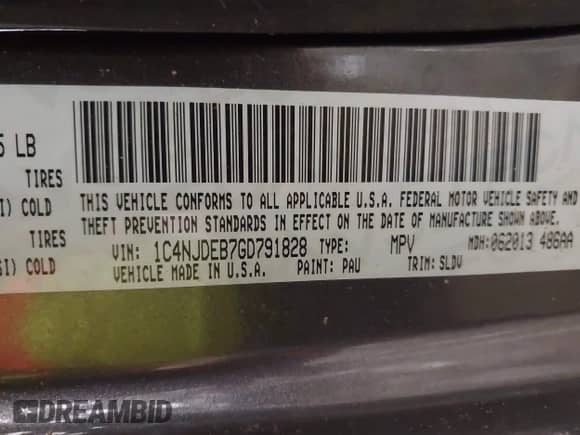 5 LB
TIRES
I) COLD
TIRES
SI) COLD
THIS VEHICLE CONFORMS TO ALL APPLICABLE U.S.A. FEDERAL MOTOR VEHICLE SAFETY AND
THEFT PREVENTION STANDARDS IN EFFECT ON THE DATE OF MANUFACTURE SHOWN ABOVE.
VIN: 1C4NJDEB7GD791828 TYPE: MPV MDH: 062013 486AA
VEHICLE MADE IN U.S.A. PAINT: PAU TRIM: SLDV
DREAMBID